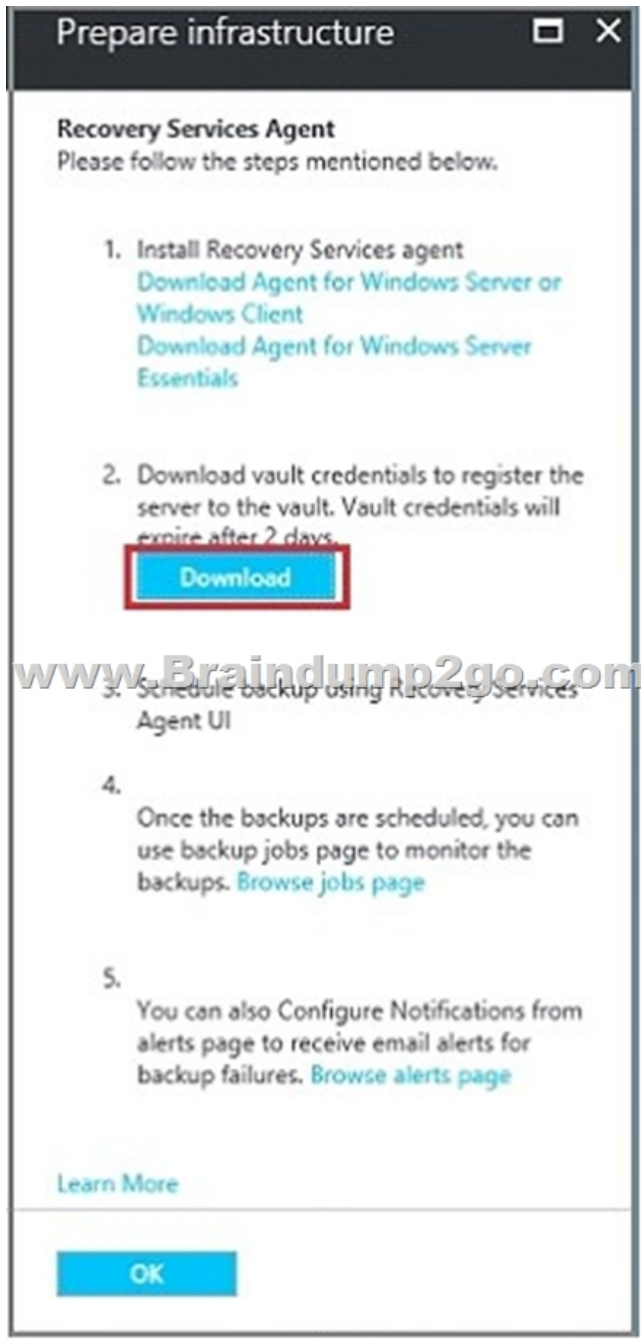 Prepare infrastructure
Recovery Services Agent
Please follow the steps mentioned below.
1. Install Recovery Services agent
Download Agent for Windows Server or
Windows Client
Download Agent for Windows Server
Essentials
2. Download vault credentials to register the
server to the vault. Vault credentials will
expire after 2 days.
Download
www.Braindump2go.com
3. Schedule backup using Recovery Services
Agent UI
4.
Once the backups are scheduled, you can
use backup jobs page to monitor the
backups. Browse jobs page
5.
You can also Configure Notifications from
alerts page to receive email alerts for
backup failures. Browse alerts page
Learn More
OK